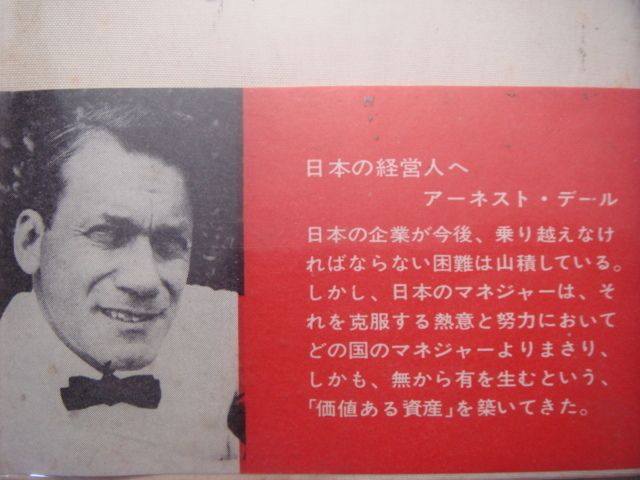 日本の経営人へ
アーネスト・デール
日本の企業が今後、乗り越えなけ
ればならない困難は山積している。
しかし、日本のマネジャーは、そ
れを克服する熱意と努力において
どの国のマネジャーよりまさり、
しかも、無から有を生むという、
「価値ある資産」を築いてきた。